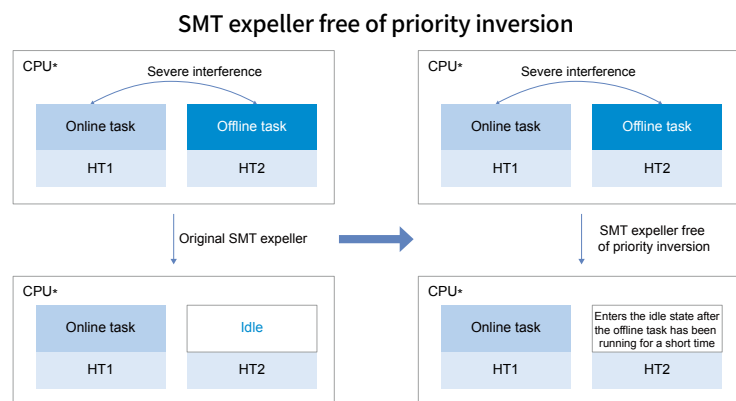 SMT expeller free of priority inversion
CPU*
Severe interference
Online task
Offline task
HT1
HT2
CPU*
Severe interference
Online task
Offline task
HT1
HT2
Original SMT expeller
SMT expeller free
of priority inversion
CPU*
Online task
Idle
HT1
HT2
CPU*
Online task
Enters the idle state after
the offline task has been
running for a short time
HT1
HT2